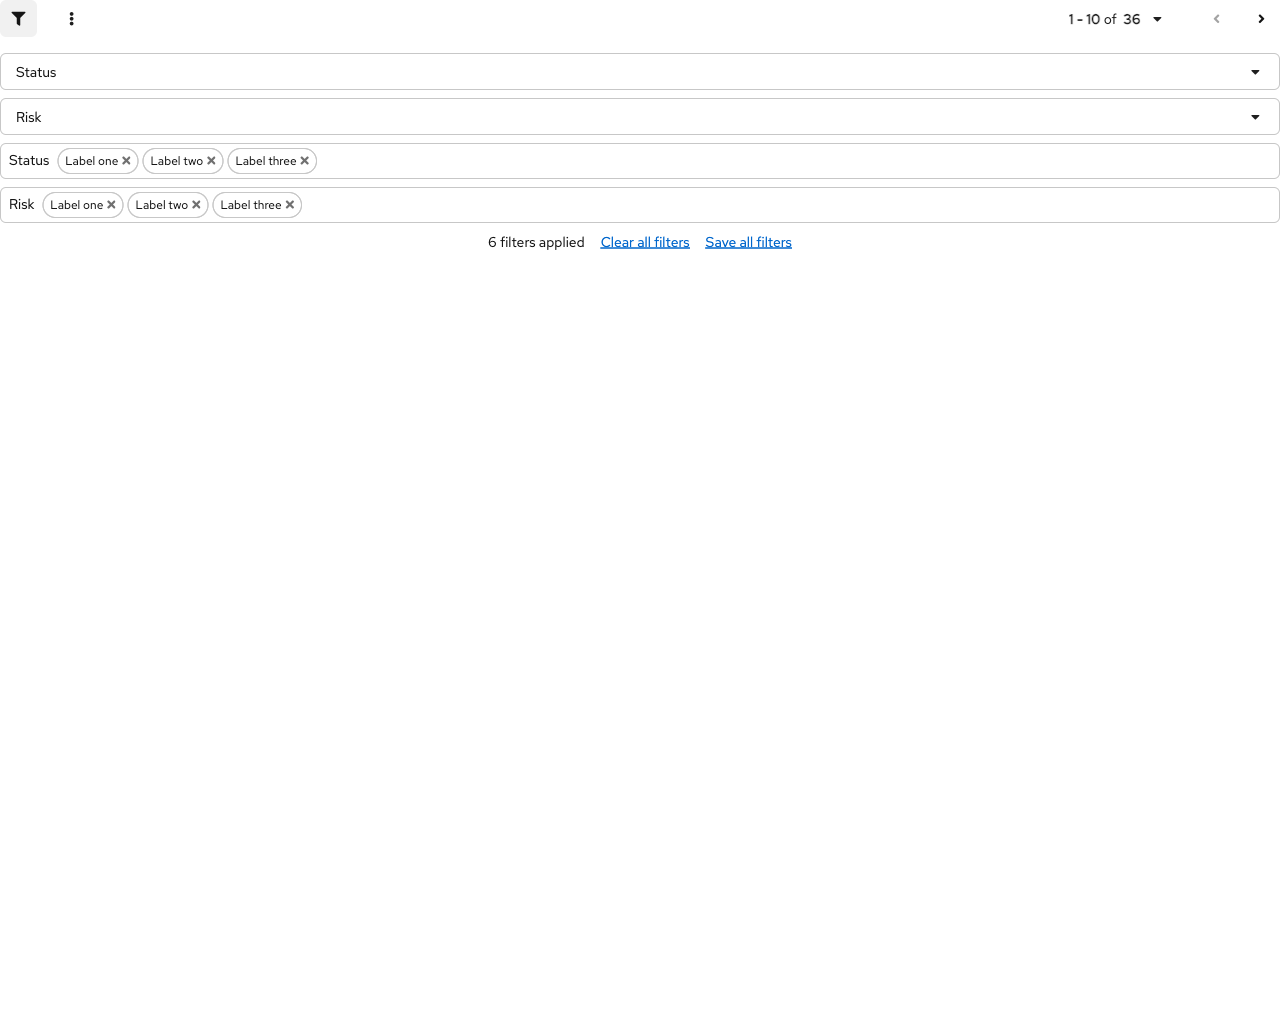 1 - 10 of 36
Status
Risk
Status Label one Label two Label three
Risk Label one Label two Label three
6 filters applied Clear all filters Save all filters